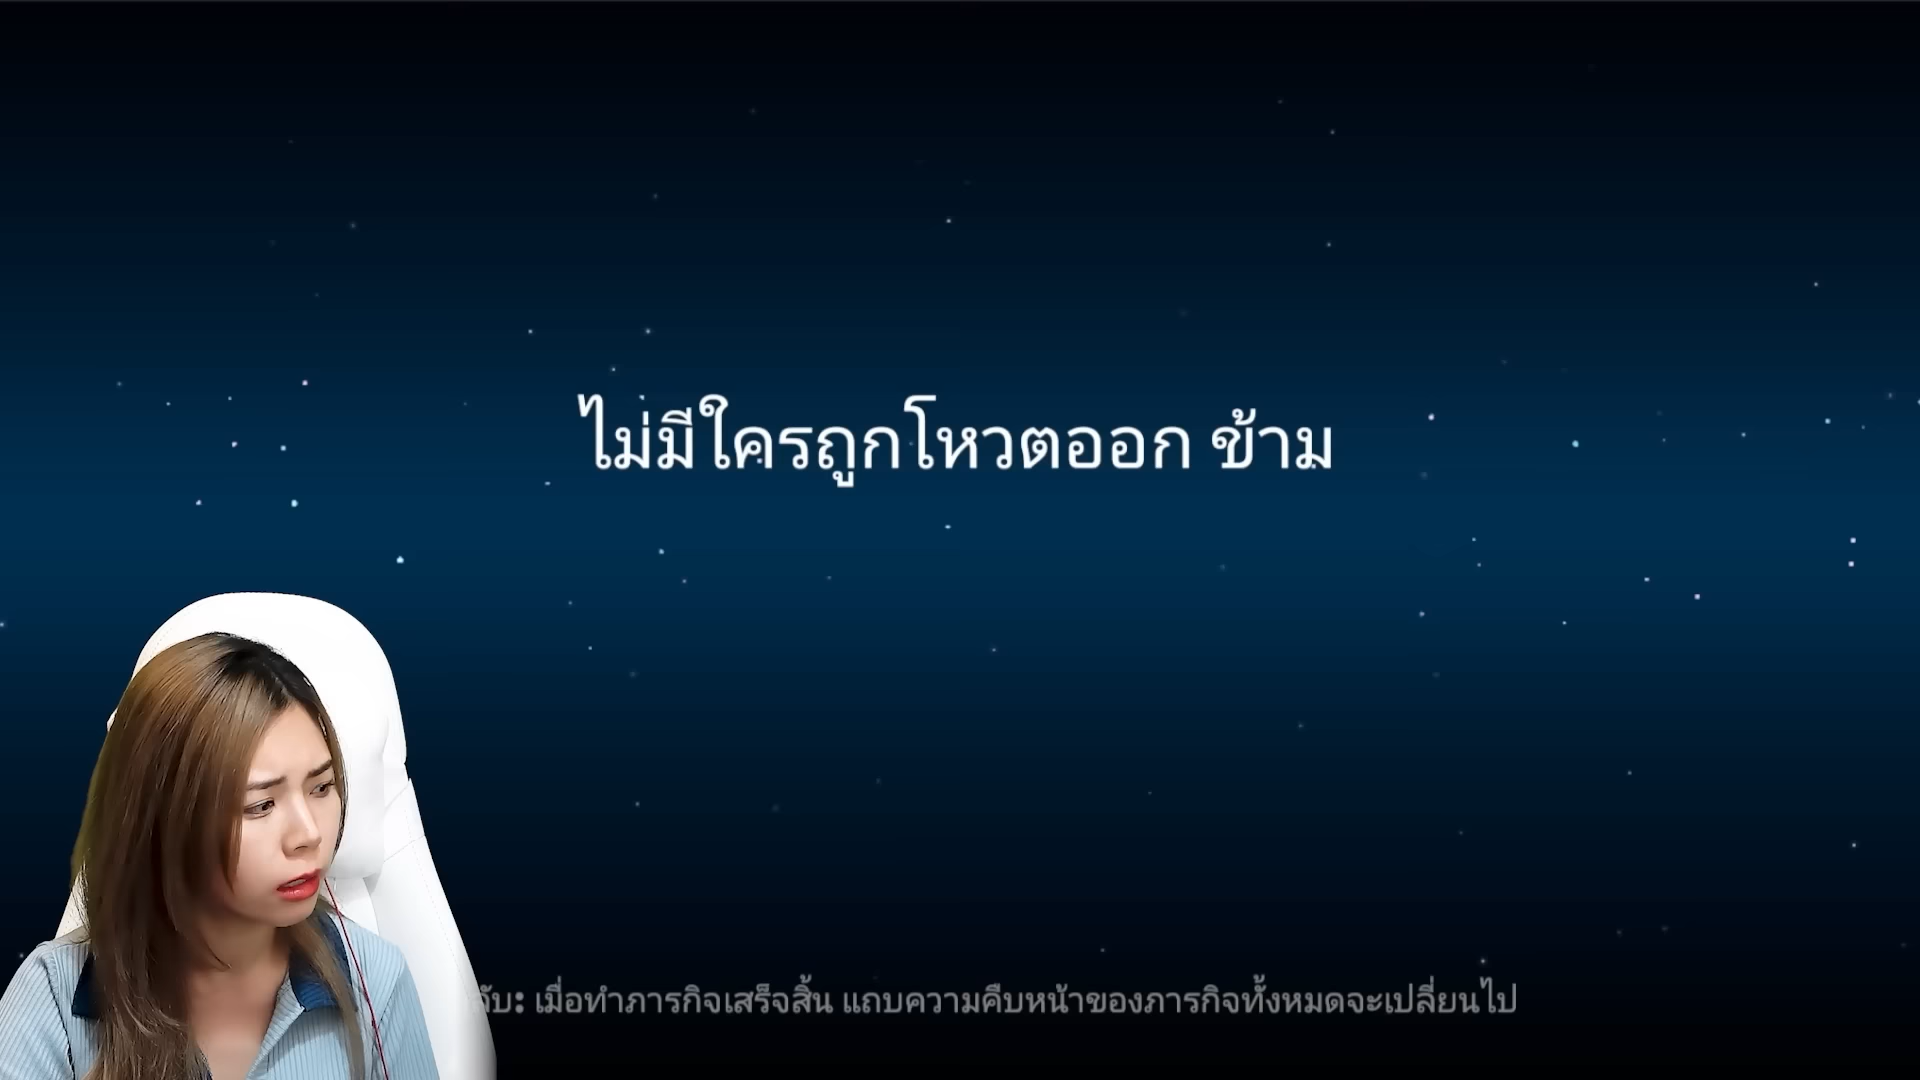 ไม่มีใครถูกโหวตออก ข้าม
เมื่อทำภารกิจเสร็จสิ้น แถบความคืบหน้าของภารกิจทั้งหมดจะเปลี่ยนไป